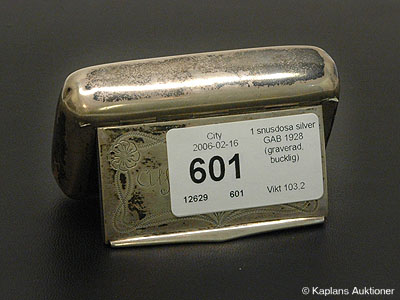 City
2006-02-16
601
12629 601
1 snusdosa silver
GAB 1928
(graverad,
bucklig)
Vikt 103.2
© Kaplans Auktioner